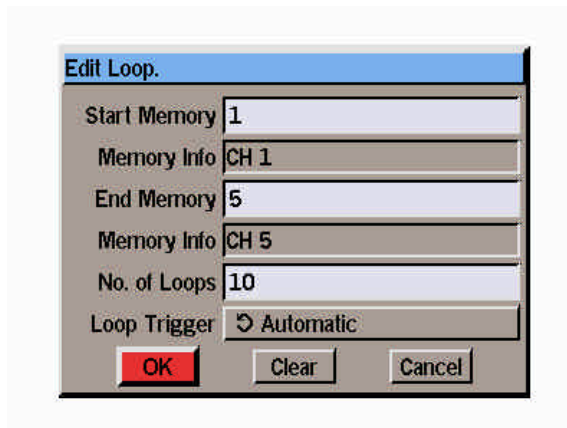 Edit Loop.
Start Memory 1
Memory Info CH 1
End Memory 5
Memory Info CH 5
No. of Loops 10
Loop Trigger Automatic
OK Clear Cancel